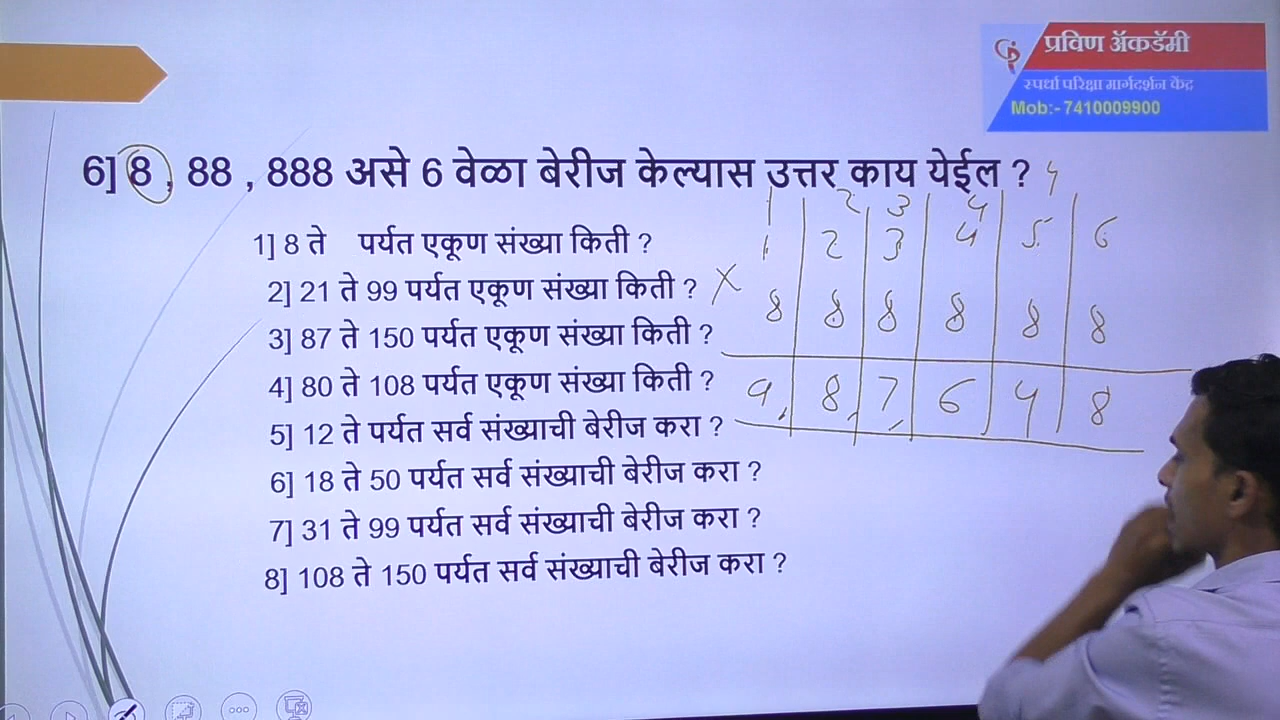 प्रविण ॲकडॅमी
स्पर्धा परिक्षा मार्गदर्शन केंद्र
Mob:- 7410009900
6] 8 , 88 , 888 असे 6 वेळा बेरीज केल्यास उत्तर काय येईल ?
1] 8 ते पर्यत एकूण संख्या किती ?
2] 21 ते 99 पर्यत एकूण संख्या किती ?
3] 87 ते 150 पर्यत एकूण संख्या किती ?
4] 80 ते 108 पर्यत एकूण संख्या किती ?
5] 12 ते पर्यत सर्व संख्याची बेरीज करा ?
6] 18 ते 50 पर्यत सर्व संख्याची बेरीज करा ?
7] 31 ते 99 पर्यत सर्व संख्याची बेरीज करा ?
8] 108 ते 150 पर्यत सर्व संख्याची बेरीज करा ?
1 2 3 4 5 6
× 8 8 8 8 8 8
8, 7, 6 8